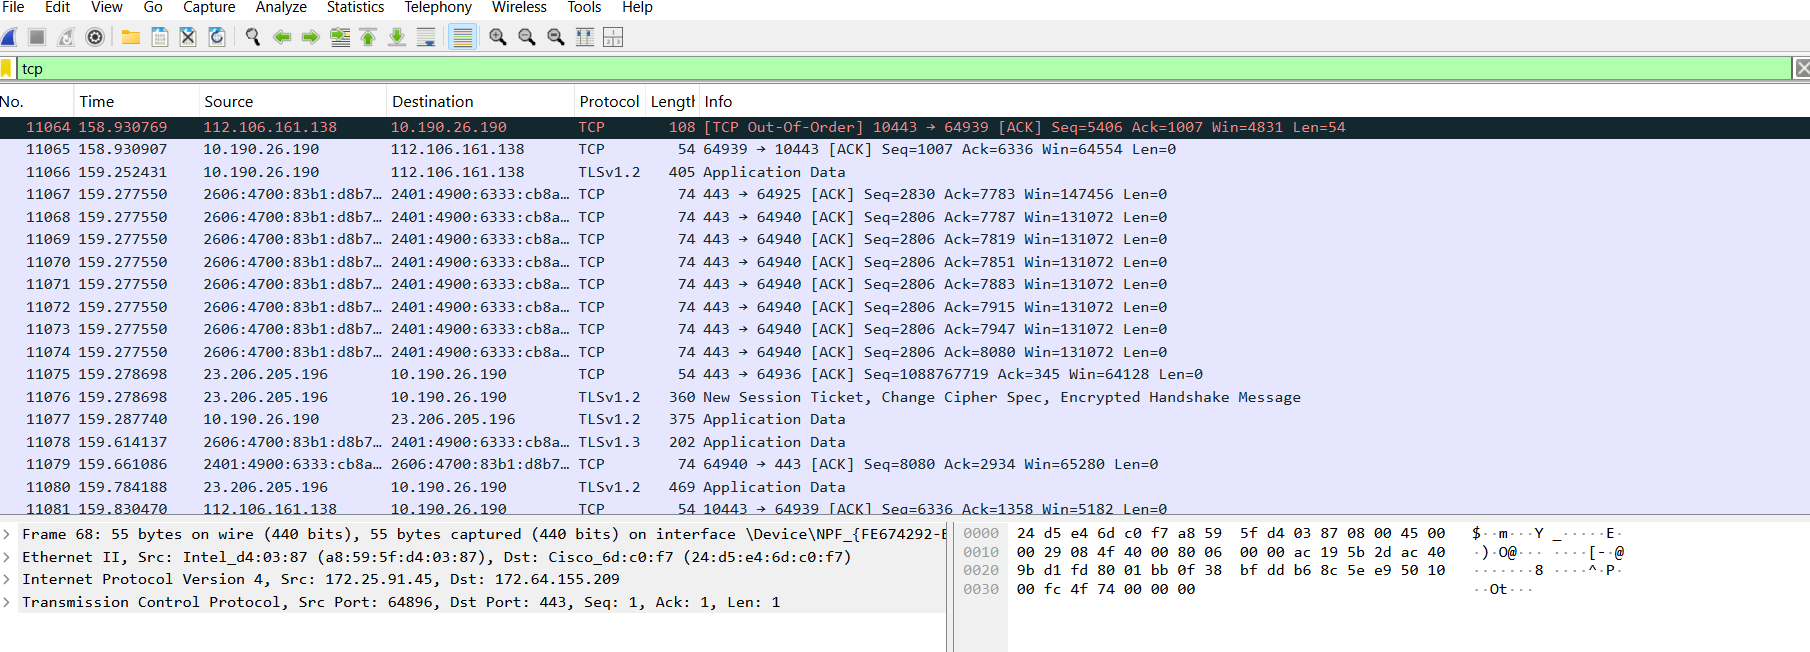 File Edit View Go Capture Analyze Statistics Telephony Wireless Tools Help
tcp
No. Time Source Destination Protocol Length Info
11064 158.930769 112.106.161.138 10.190.26.190 TCP 108 [TCP Out-Of-Order] 10443 → 64939 [ACK] Seq=5406 Ack=1007 Win=4831 Len=54
11065 158.930907 10.190.26.190 112.106.161.138 TCP 54 64939 → 10443 [ACK] Seq=1007 Ack=6336 Win=64554 Len=0
11066 159.252431 10.190.26.190 112.106.161.138 TLSv1.2 405 Application Data
11067 159.277550 2606:4700:83b1:d8b7… 2401:4900:6333:cb8a… TCP 74 443 → 64925 [ACK] Seq=2830 Ack=7783 Win=147456 Len=0
11068 159.277550 2606:4700:83b1:d8b7… 2401:4900:6333:cb8a… TCP 74 443 → 64940 [ACK] Seq=2806 Ack=7787 Win=131072 Len=0
11069 159.277550 2606:4700:83b1:d8b7… 2401:4900:6333:cb8a… TCP 74 443 → 64940 [ACK] Seq=2806 Ack=7819 Win=131072 Len=0
11070 159.277550 2606:4700:83b1:d8b7… 2401:4900:6333:cb8a… TCP 74 443 → 64940 [ACK] Seq=2806 Ack=7851 Win=131072 Len=0
11071 159.277550 2606:4700:83b1:d8b7… 2401:4900:6333:cb8a… TCP 74 443 → 64940 [ACK] Seq=2806 Ack=7883 Win=131072 Len=0
11072 159.277550 2606:4700:83b1:d8b7… 2401:4900:6333:cb8a… TCP 74 443 → 64940 [ACK] Seq=2806 Ack=7915 Win=131072 Len=0
11073 159.277550 2606:4700:83b1:d8b7… 2401:4900:6333:cb8a… TCP 74 443 → 64940 [ACK] Seq=2806 Ack=7947 Win=131072 Len=0
11074 159.277550 2606:4700:83b1:d8b7… 2401:4900:6333:cb8a… TCP 74 443 → 64940 [ACK] Seq=2806 Ack=8080 Win=131072 Len=0
11075 159.278698 23.206.205.196 10.190.26.190 TCP 54 443 → 64936 [ACK] Seq=1088767719 Ack=345 Win=64128 Len=0
11076 159.278698 23.206.205.196 10.190.26.190 TLSv1.2 360 New Session Ticket, Change Cipher Spec, Encrypted Handshake Message
11077 159.287740 10.190.26.190 23.206.205.196 TLSv1.2 375 Application Data
11078 159.614137 2606:4700:83b1:d8b7… 2401:4900:6333:cb8a… TLSv1.3 202 Application Data
11079 159.661086 2401:4900:6333:cb8a… 2606:4700:83b1:d8b7… TCP 74 64940 → 443 [ACK] Seq=8080 Ack=2934 Win=65280 Len=0
11080 159.784188 23.206.205.196 10.190.26.190 TLSv1.2 469 Application Data
11081 159.830470 112.106.161.138 10.190.26.190 TCP 54 10443 → 64939 [ACK] Seq=6336 Ack=1358 Win=5182 Len=0
Frame 68: 55 bytes on wire (440 bits), 55 bytes captured (440 bits) on interface \Device\NPF_{FE674292-E
Ethernet II, Src: Intel_d4:03:87 (a8:59:5f:d4:03:87), Dst: Cisco_6d:c0:f7 (24:d5:e4:6d:c0:f7)
Internet Protocol Version 4, Src: 172.25.91.45, Dst: 172.64.155.209
Transmission Control Protocol, Src Port: 64896, Dst Port: 443, Seq: 1, Ack: 1, Len: 1
0000 24 d5 e4 6d c0 f7 a8 59 5f d4 03 87 08 00 45 00 $··m···Y _·····E·
0010 00 29 08 4f 40 00 80 06 00 00 ac 19 5b 2d ac 40 ·)·O@··· ····[-·@
0020 9b d1 fd 80 01 bb 0f 38 bf dd b6 8c 5e e9 50 10 ·······8 ····^·P·
0030 00 fc 4f 74 00 00 00 ··Ot···